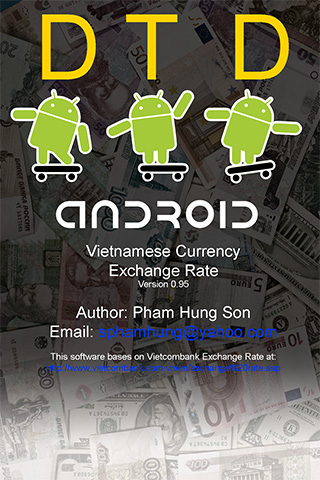 D T D
ANDROID
Vietnamese Currency
Exchange Rate
Version 0.95
Author: Pham Hung Son
Email: sphamhung@yahoo.com
This software bases on Vietcombank Exchange Rate at: